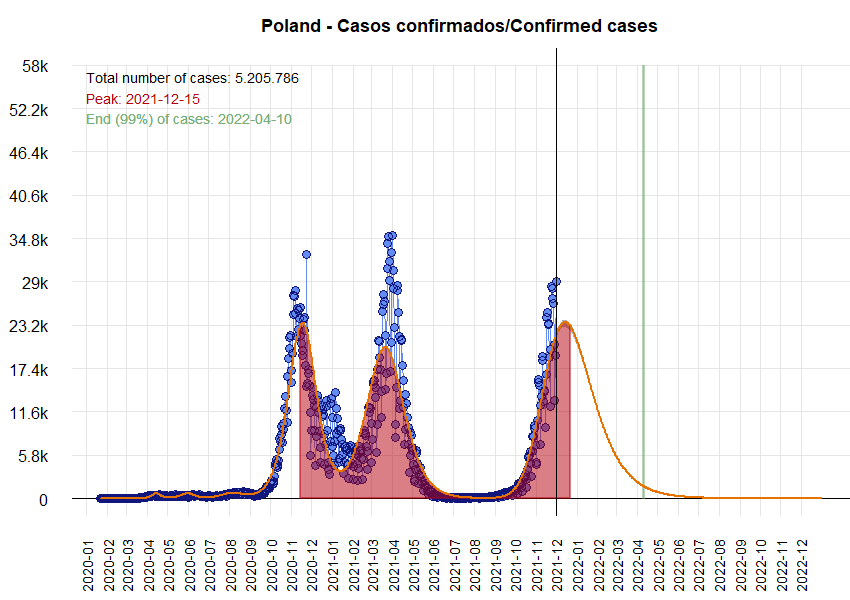 Poland - Casos confirmados/Confirmed cases
58k
Total number of cases: 5.205.786
Peak: 2021-12-15
End (99%) of cases: 2022-04-10
52.2k
46.4k
40.6k
34.8k
29k
23.2k
17.4k
11.6k
5.8k
0
2020-01
2020-02
2020-03
2020-04
2020-05
2020-06
2020-07
2020-08
2020-09
2020-10
2020-11
2020-12
2021-01
2021-02
2021-03
2021-04
2021-05
2021-06
2021-07
2021-08
2021-09
2021-10
2021-11
2021-12
2022-01
2022-02
2022-03
2022-04
2022-05
2022-06
2022-07
2022-08
2022-09
2022-10
2022-11
2022-12